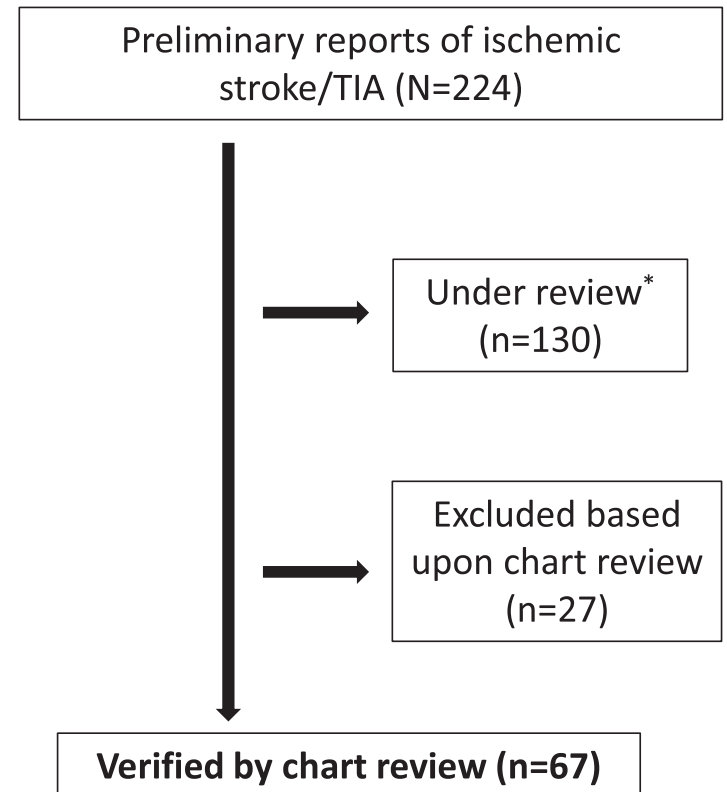 Preliminary reports of ischemic
stroke/TIA (N=224)
Under review*
(n=130)
Excluded based
upon chart review
(n=27)
Verified by chart review (n=67)